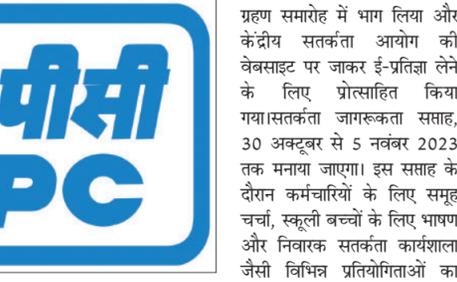 पीसी
PC
ग्रहण समारोह में भाग लिया और
केंद्रीय सतर्कता आयोग की
वेबसाइट पर जाकर ई-प्रतिज्ञा लेने
के लिए प्रोत्साहित किया
गया।सतर्कता जागरूकता सप्ताह,
30 अक्टूबर से 5 नवंबर 2023
तक मनाया जाएगा। इस सप्ताह के
दौरान कर्मचारियों के लिए समूह
चर्चा, स्कूली बच्चों के लिए भाषण
और निवारक सतर्कता कार्यशाला
जैसी विभिन्न प्रतियोगिताओं का